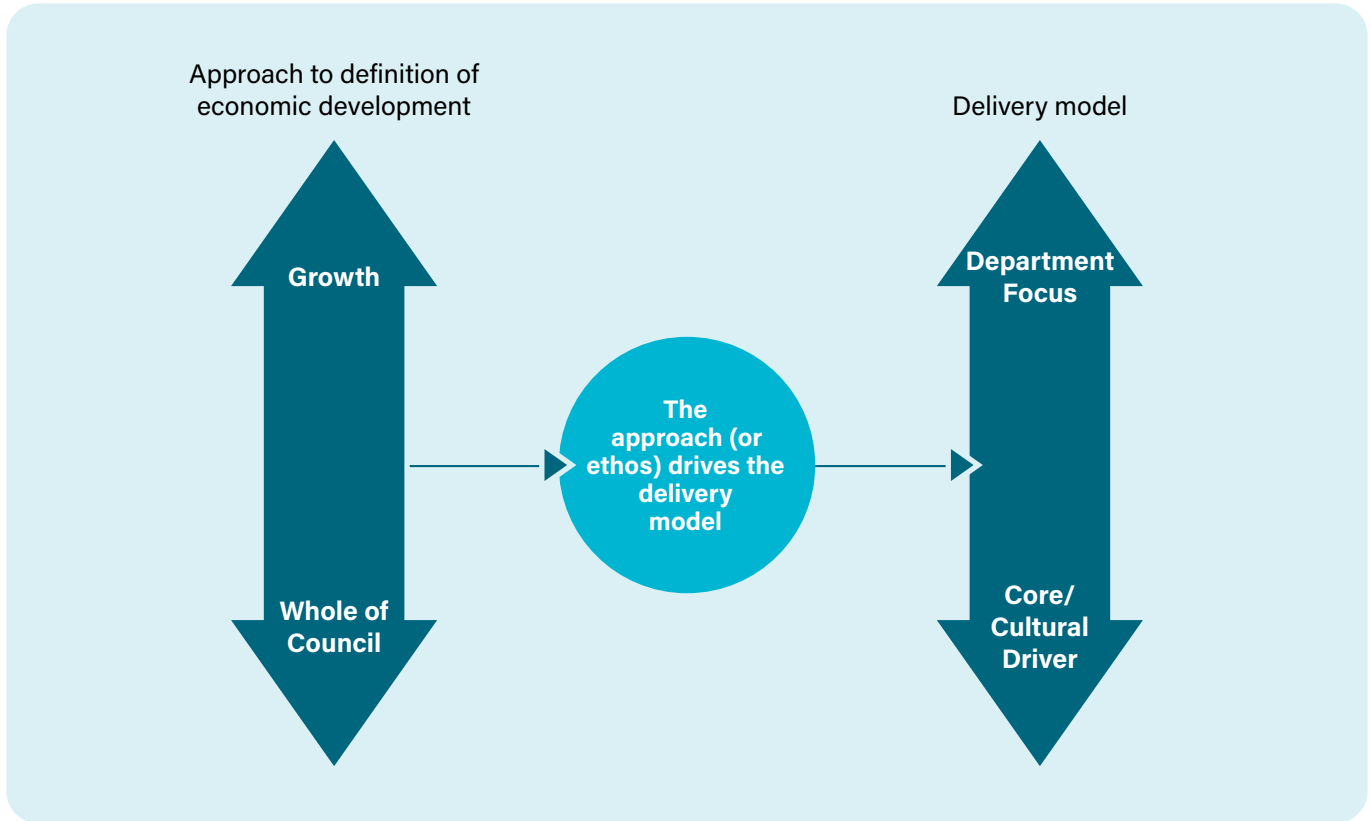 Approach to definition of
economic development
Delivery model
Growth
Department
Focus
The
approach (or
ethos) drives the
delivery
model
Whole of
Council
Core/
Cultural
Driver